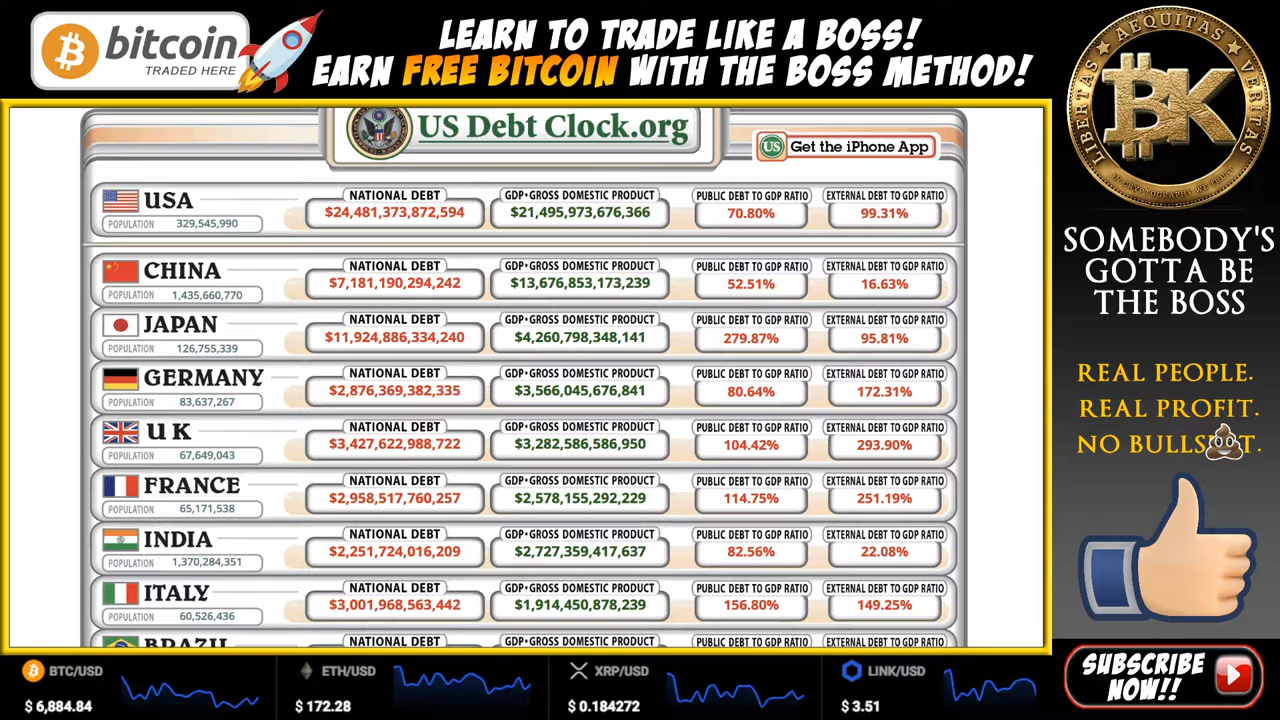 bitcoin
TRADED HERE
LEARN TO TRADE LIKE A BOSS!
EARN FREE BITCOIN WITH THE BOSS METHOD!
AEQUITAS
LIBERTAS
VERITAS
BK
IN CRYPTOGRAPHY WE TRUST
US Debt Clock.org
US Get the iPhone App
USA
POPULATION 329,545,990
NATIONAL DEBT
$24,481,373,872,594
GDP•GROSS DOMESTIC PRODUCT
$21,495,973,676,366
PUBLIC DEBT TO GDP RATIO
70.80%
EXTERNAL DEBT TO GDP RATIO
99.31%
CHINA
POPULATION 1,435,660,770
NATIONAL DEBT
$7,181,190,294,242
GDP•GROSS DOMESTIC PRODUCT
$13,676,853,173,239
PUBLIC DEBT TO GDP RATIO
52.51%
EXTERNAL DEBT TO GDP RATIO
16.63%
JAPAN
POPULATION 126,755,339
NATIONAL DEBT
$11,924,886,334,240
GDP•GROSS DOMESTIC PRODUCT
$4,260,798,348,141
PUBLIC DEBT TO GDP RATIO
279.87%
EXTERNAL DEBT TO GDP RATIO
95.81%
GERMANY
POPULATION 83,637,267
NATIONAL DEBT
$2,876,369,382,335
GDP•GROSS DOMESTIC PRODUCT
$3,566,045,676,841
PUBLIC DEBT TO GDP RATIO
80.64%
EXTERNAL DEBT TO GDP RATIO
172.31%
UK
POPULATION 67,649,043
NATIONAL DEBT
$3,427,622,988,722
GDP•GROSS DOMESTIC PRODUCT
$3,282,586,586,950
PUBLIC DEBT TO GDP RATIO
104.42%
EXTERNAL DEBT TO GDP RATIO
293.90%
FRANCE
POPULATION 65,171,538
NATIONAL DEBT
$2,958,517,760,257
GDP•GROSS DOMESTIC PRODUCT
$2,578,155,292,229
PUBLIC DEBT TO GDP RATIO
114.75%
EXTERNAL DEBT TO GDP RATIO
251.19%
INDIA
POPULATION 1,370,284,351
NATIONAL DEBT
$2,251,724,016,209
GDP•GROSS DOMESTIC PRODUCT
$2,727,359,417,637
PUBLIC DEBT TO GDP RATIO
82.56%
EXTERNAL DEBT TO GDP RATIO
22.08%
ITALY
POPULATION 60,526,436
NATIONAL DEBT
$3,001,968,563,442
GDP•GROSS DOMESTIC PRODUCT
$1,914,450,878,239
PUBLIC DEBT TO GDP RATIO
156.80%
EXTERNAL DEBT TO GDP RATIO
149.25%
BRAZIL
NATIONAL DEBT
GDP•GROSS DOMESTIC PRODUCT
PUBLIC DEBT TO GDP RATIO
EXTERNAL DEBT TO GDP RATIO
SOMEBODY'S
GOTTA BE
THE BOSS
REAL PEOPLE.
REAL PROFIT.
NO BULLS💩T.
SUBSCRIBE
NOW!!
BTC/USD
$ 6,884.84
ETH/USD
$ 172.28
XRP/USD
$ 0.184272
LINK/USD
$ 3.51